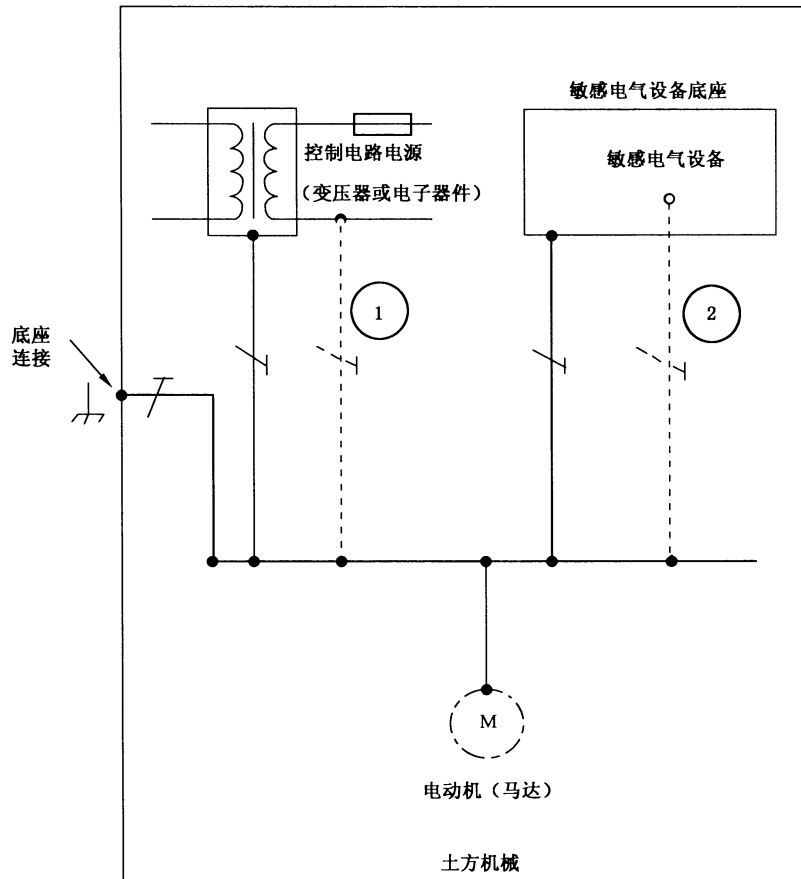 敏感电气设备底座
控制电路电源
（变压器或电子器件）
敏感电气设备
1
2
底座
连接
M
电动机（马达）
土方机械